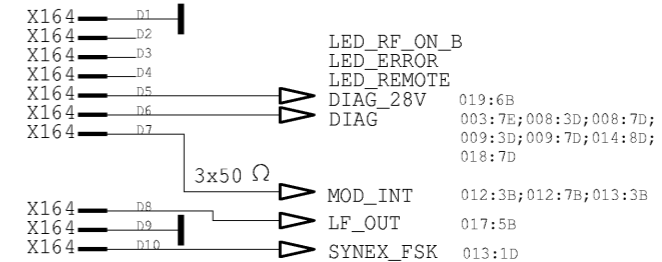 X164 D1
X164 D2
X164 D3 LED_RF_ON_B
X164 D4 LED_ERROR
LED_REMOTE
X164 D5 DIAG_28V 019:6B
X164 D6 DIAG 003:7E;008:3D;008:7D;
X164 D7 009:3D;009:7D;014:8D;
018:7D
3x50 Ω
MOD_INT 012:3B;012:7B;013:3B
X164 D8
X164 D9 LF_OUT 017:5B
X164 D10 SYNEX_FSK 013:1D